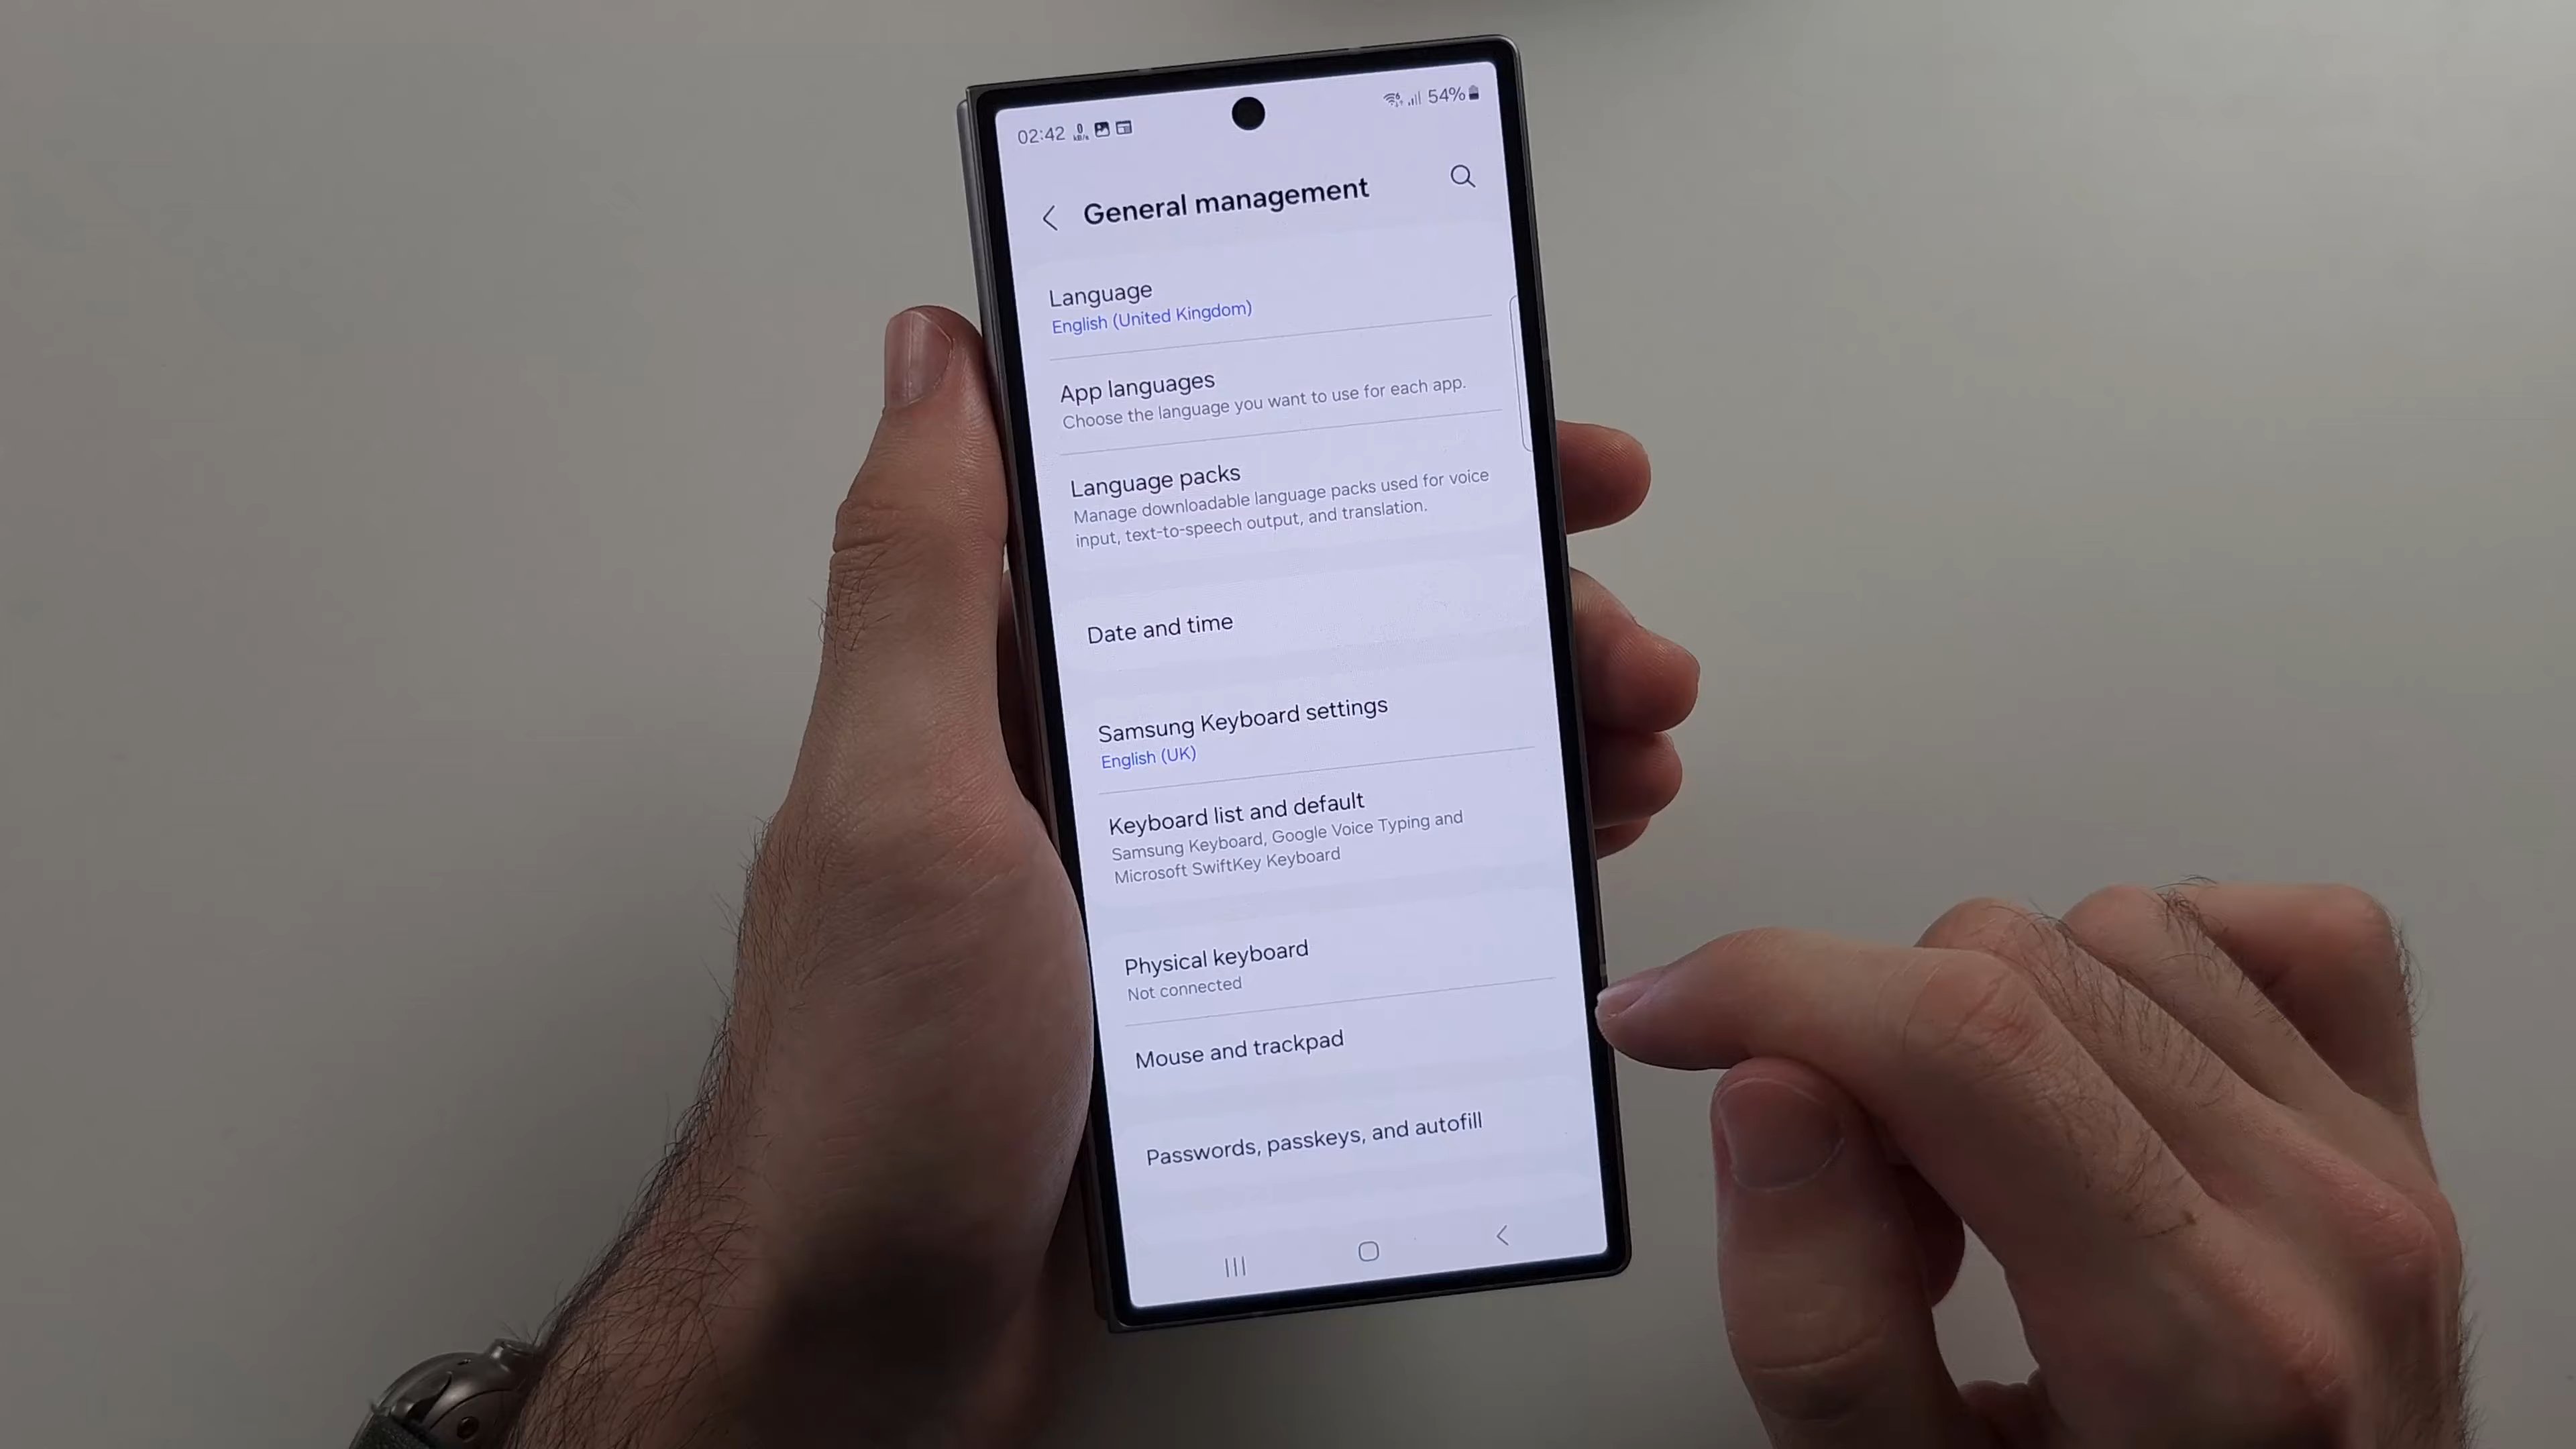 02:42 0 KB/s 54%
General management
Language
English (United Kingdom)
App languages
Choose the language you want to use for each app.
Language packs
Manage downloadable language packs used for voice
input, text-to-speech output, and translation.
Date and time
Samsung Keyboard settings
English (UK)
Keyboard list and default
Samsung Keyboard, Google Voice Typing and
Microsoft SwiftKey Keyboard
Physical keyboard
Not connected
Mouse and trackpad
Passwords, passkeys, and autofill